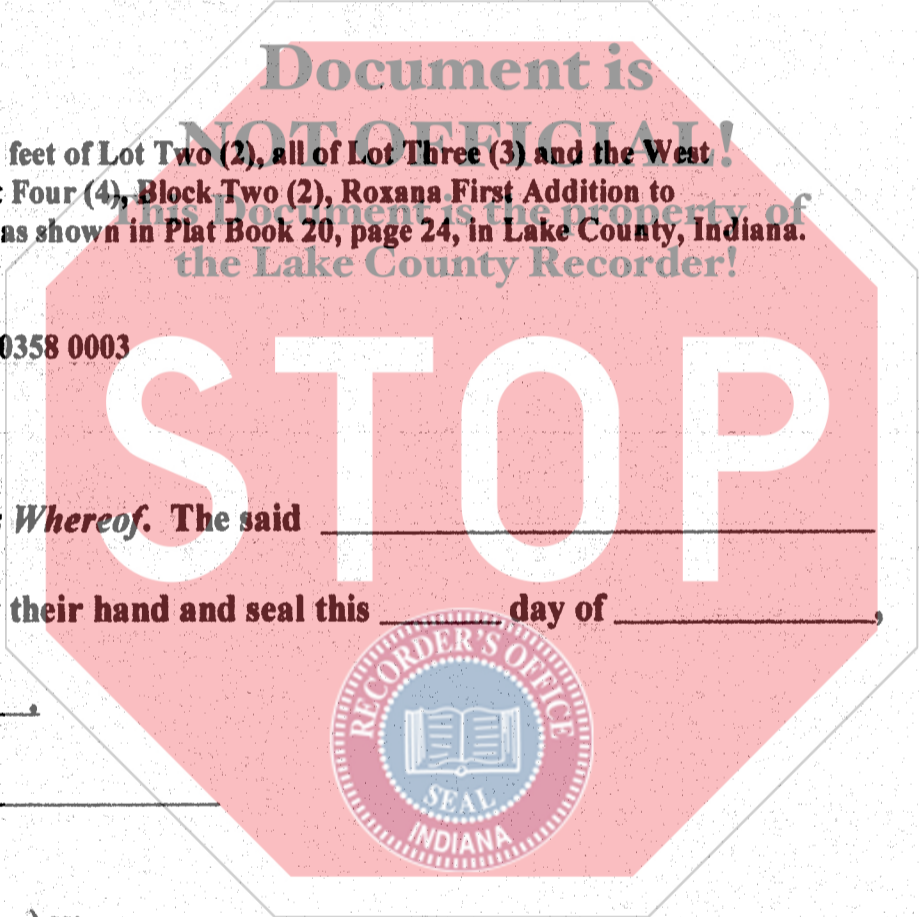 Document is
NOT OFFICIAL!
feet of Lot Two (2), all of Lot Three (3) and the West
Four (4), Block Two (2), Roxana First Addition to
This Document is the property of
as shown in Plat Book 20, page 24, in Lake County, Indiana.
the Lake County Recorder!
0358 0003
STOP
Whereof. The said
their hand and seal this ______ day of ______,
RECORDER'S OFFICE
SEAL
INDIANA